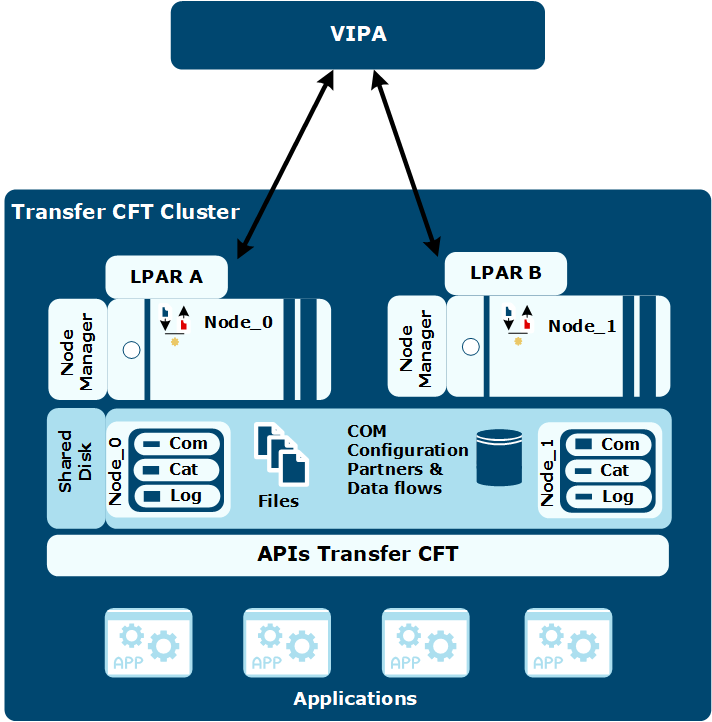 VIPA
Transfer CFT Cluster
LPAR A
LPAR B
Node
Manager
Node_0
Node
Manager
Node_1
Shared
Disk
Node_0
Com
Cat
Log
Files
COM
Configuration
Partners &
Data flows
Node_1
Com
Cat
Log
APIs Transfer CFT
APP
APP
APP
APP
Applications